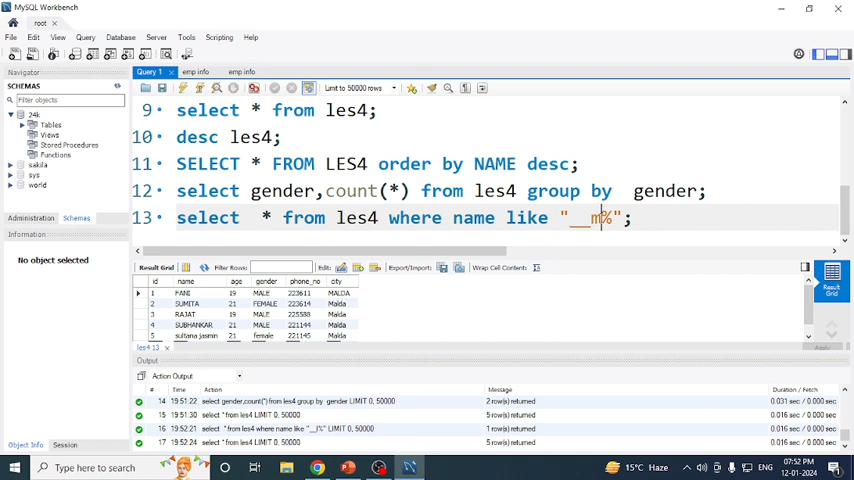 MySQL Workbench
root
File Edit View Query Database Server Tools Scripting Help
Navigator
SCHEMAS
Filter objects
24k
Tables
Views
Stored Procedures
Functions
sakila
sys
world
Administration Schemas
Information
No object selected
Object Info Session
Query 1 emp info emp info
Limit to 50000 rows
9 select * from les4;
10 desc les4;
11 SELECT * FROM LES4 order by NAME desc;
12 select gender,count(*) from les4 group by gender;
13 select * from les4 where name like "__m%";
Result Grid Filter Rows: Edit: Export/Import: Wrap Cell Content:
id name age gender phone_no city
1 FANI 19 MALE 223611 MALDA
2 SUMITA 21 FEMALE 223614 Malda
3 RAJAT 19 MALE 225588 Malda
4 SUBHANKAR 21 MALE 221144 Malda
5 sultana jasmin 21 female 221145 Malda
Result Grid
les4 13
Apply
Output
Action Output
# Time Action Message Duration / Fetch
14 19:51:22 select gender,count(*) from les4 group by gender LIMIT 0, 50000 2 row(s) returned 0.031 sec / 0.000 sec
15 19:51:30 select * from les4 LIMIT 0, 50000 5 row(s) returned 0.016 sec / 0.000 sec
16 19:52:21 select * from les4 where name like "__j%" LIMIT 0, 50000 1 row(s) returned 0.016 sec / 0.000 sec
17 19:52:24 select * from les4 LIMIT 0, 50000 5 row(s) returned 0.016 sec / 0.000 sec
Type here to search
15°C Haze
ENG
07:52 PM
12-01-2024